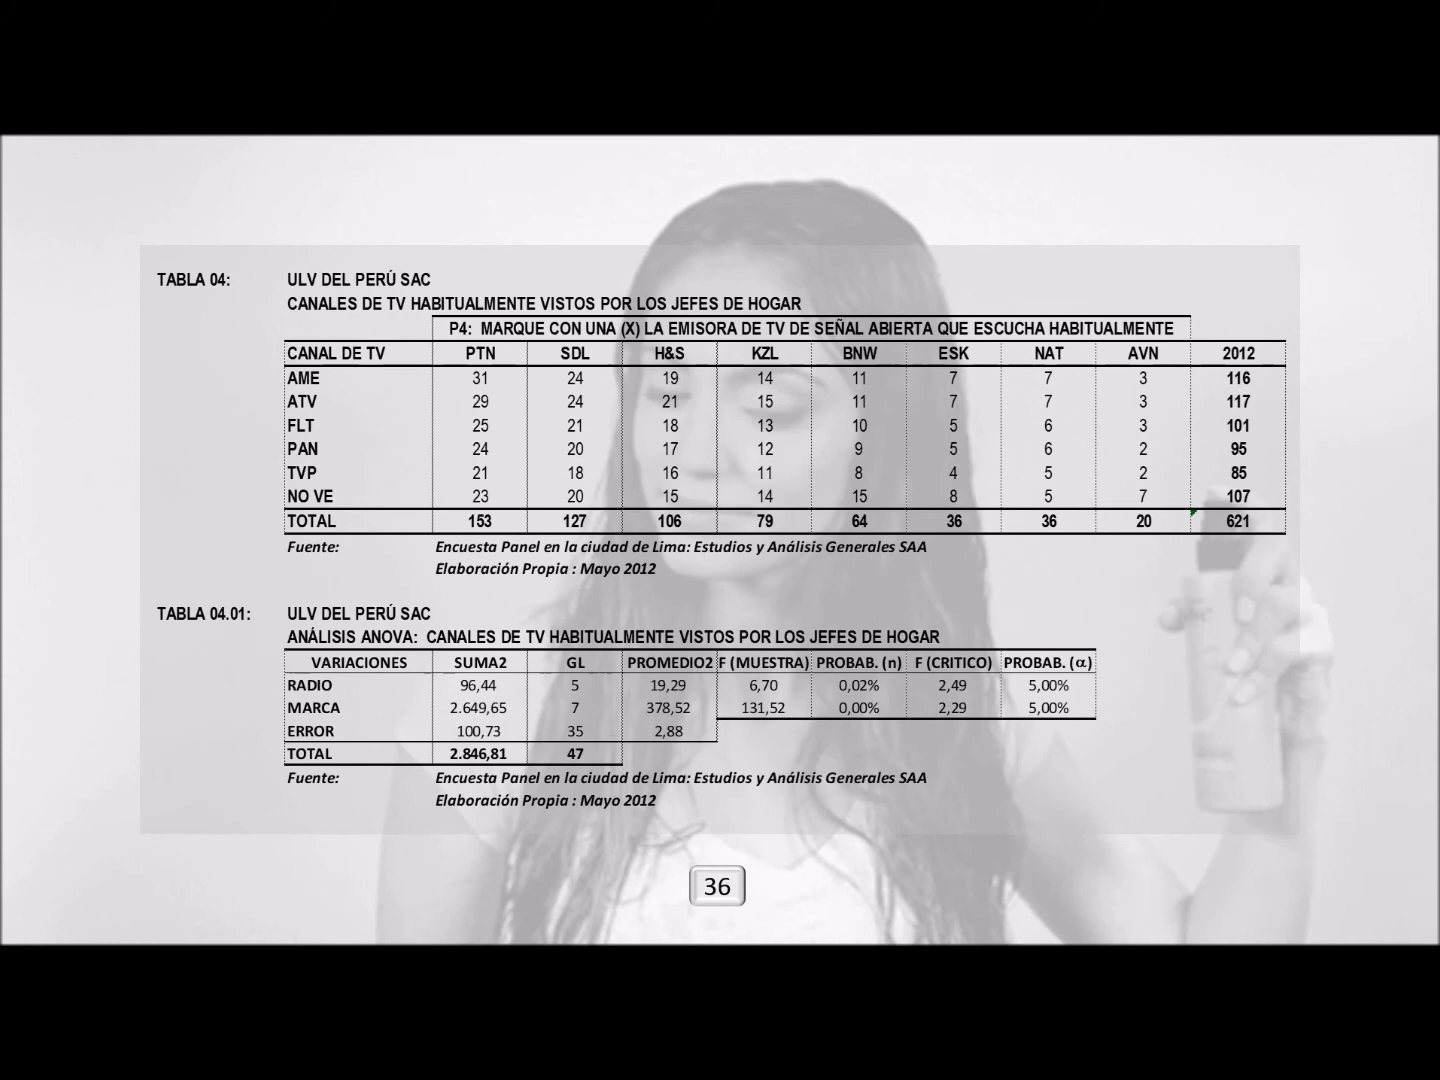 TABLA 04: ULV DEL PERÚ SAC
CANALES DE TV HABITUALMENTE VISTOS POR LOS JEFES DE HOGAR
P4: MARQUE CON UNA (X) LA EMISORA DE TV DE SEÑAL ABIERTA QUE ESCUCHA HABITUALMENTE
CANAL DE TV PTN SDL H&S KZL BNW ESK NAT AVN 2012
AME 31 24 19 14 11 7 7 3 116
ATV 29 24 21 15 11 7 7 3 117
FLT 25 21 18 13 10 5 6 3 101
PAN 24 20 17 12 9 5 6 2 95
TVP 21 18 16 11 8 4 5 2 85
NO VE 23 20 15 14 15 8 5 7 107
TOTAL 153 127 106 79 64 36 36 20 621
Fuente: Encuesta Panel en la ciudad de Lima: Estudios y Análisis Generales SAA
Elaboración Propia : Mayo 2012
TABLA 04.01: ULV DEL PERÚ SAC
ANÁLISIS ANOVA: CANALES DE TV HABITUALMENTE VISTOS POR LOS JEFES DE HOGAR
VARIACIONES SUMA2 GL PROMEDIO2 F (MUESTRA) PROBAB. (n) F (CRITICO) PROBAB. (α)
RADIO 96,44 5 19,29 6,70 0,02% 2,49 5,00%
MARCA 2.649,65 7 378,52 131,52 0,00% 2,29 5,00%
ERROR 100,73 35 2,88
TOTAL 2.846,81 47
Fuente: Encuesta Panel en la ciudad de Lima: Estudios y Análisis Generales SAA
Elaboración Propia : Mayo 2012
36